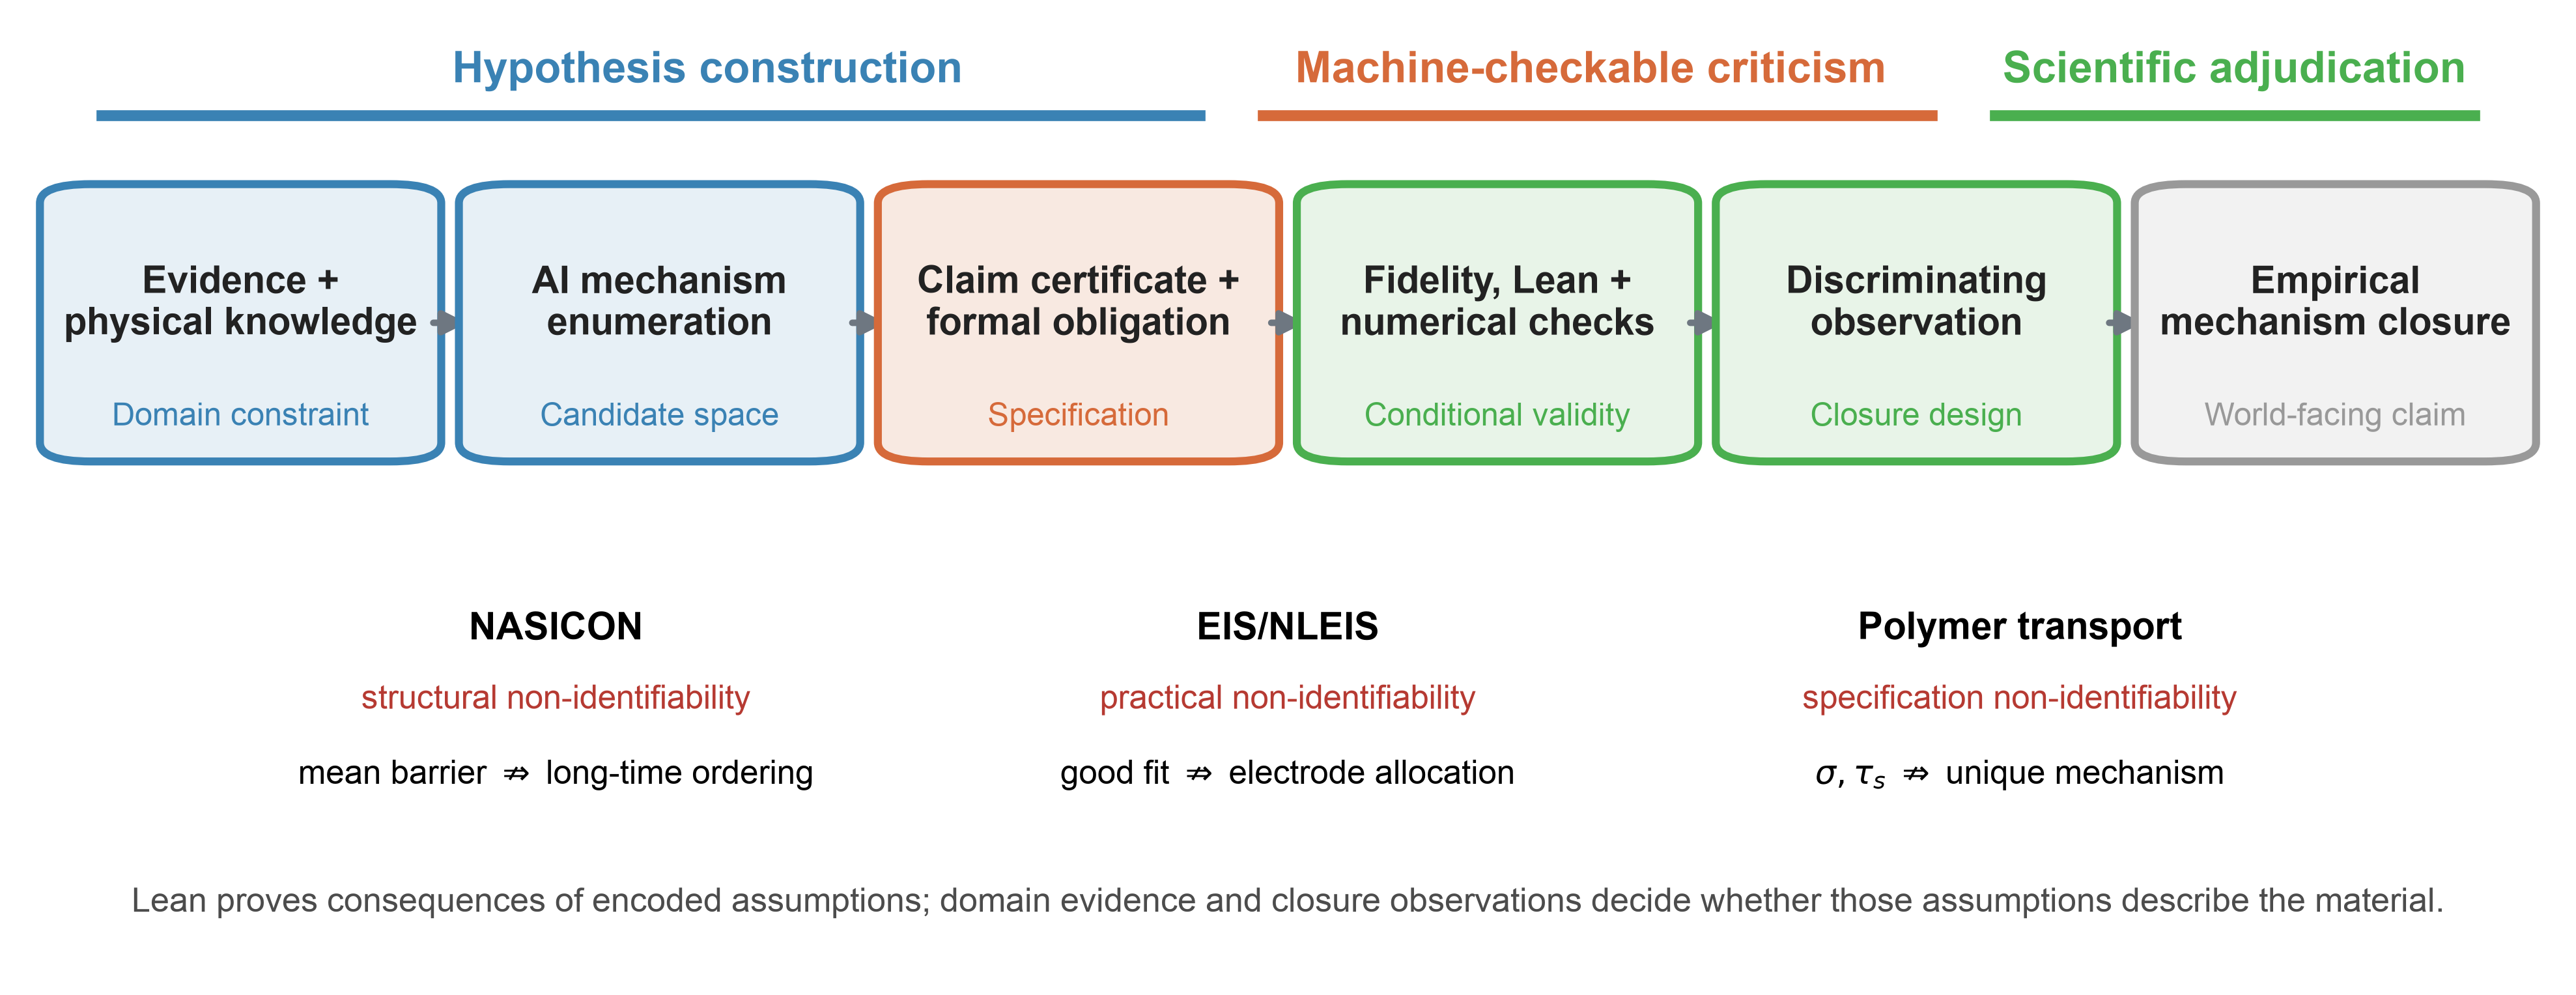 Hypothesis construction
Machine-checkable criticism
Scientific adjudication
Evidence +
physical knowledge
Domain constraint
AI mechanism
enumeration
Candidate space
Claim certificate +
formal obligation
Specification
Fidelity, Lean +
numerical checks
Conditional validity
Discriminating
observation
Closure design
Empirical
mechanism closure
World-facing claim
NASICON
structural non-identifiability
mean barrier ⇏ long-time ordering
EIS/NLEIS
practical non-identifiability
good fit ⇏ electrode allocation
Polymer transport
specification non-identifiability
σ, τₛ ⇏ unique mechanism
Lean proves consequences of encoded assumptions; domain evidence and closure observations decide whether those assumptions describe the material.